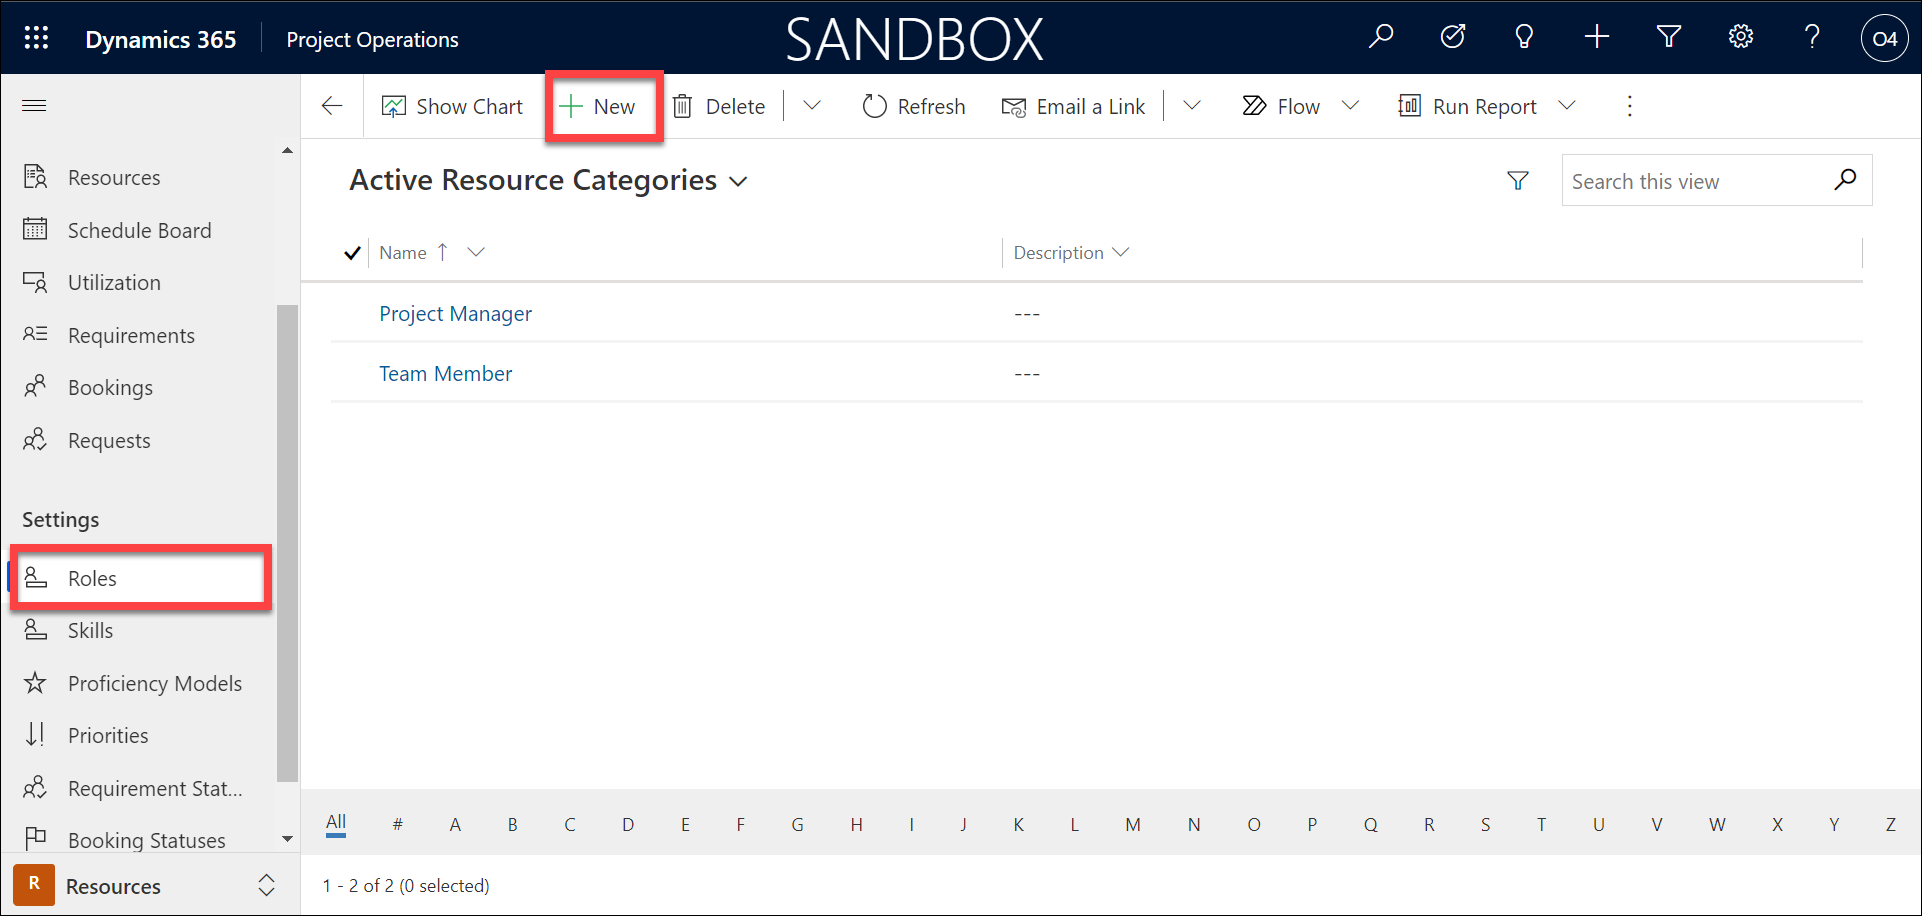 Dynamics 365 Project Operations SANDBOX O4
Show Chart New Delete Refresh Email a Link Flow Run Report
Resources
Schedule Board
Utilization
Requirements
Bookings
Requests
Settings
Roles
Skills
Proficiency Models
Priorities
Requirement Stat...
Booking Statuses
R Resources
Active Resource Categories
Search this view
Name Description
Project Manager ---
Team Member ---
All # A B C D E F G H I J K L M N O P Q R S T U V W X Y Z
1 - 2 of 2 (0 selected)